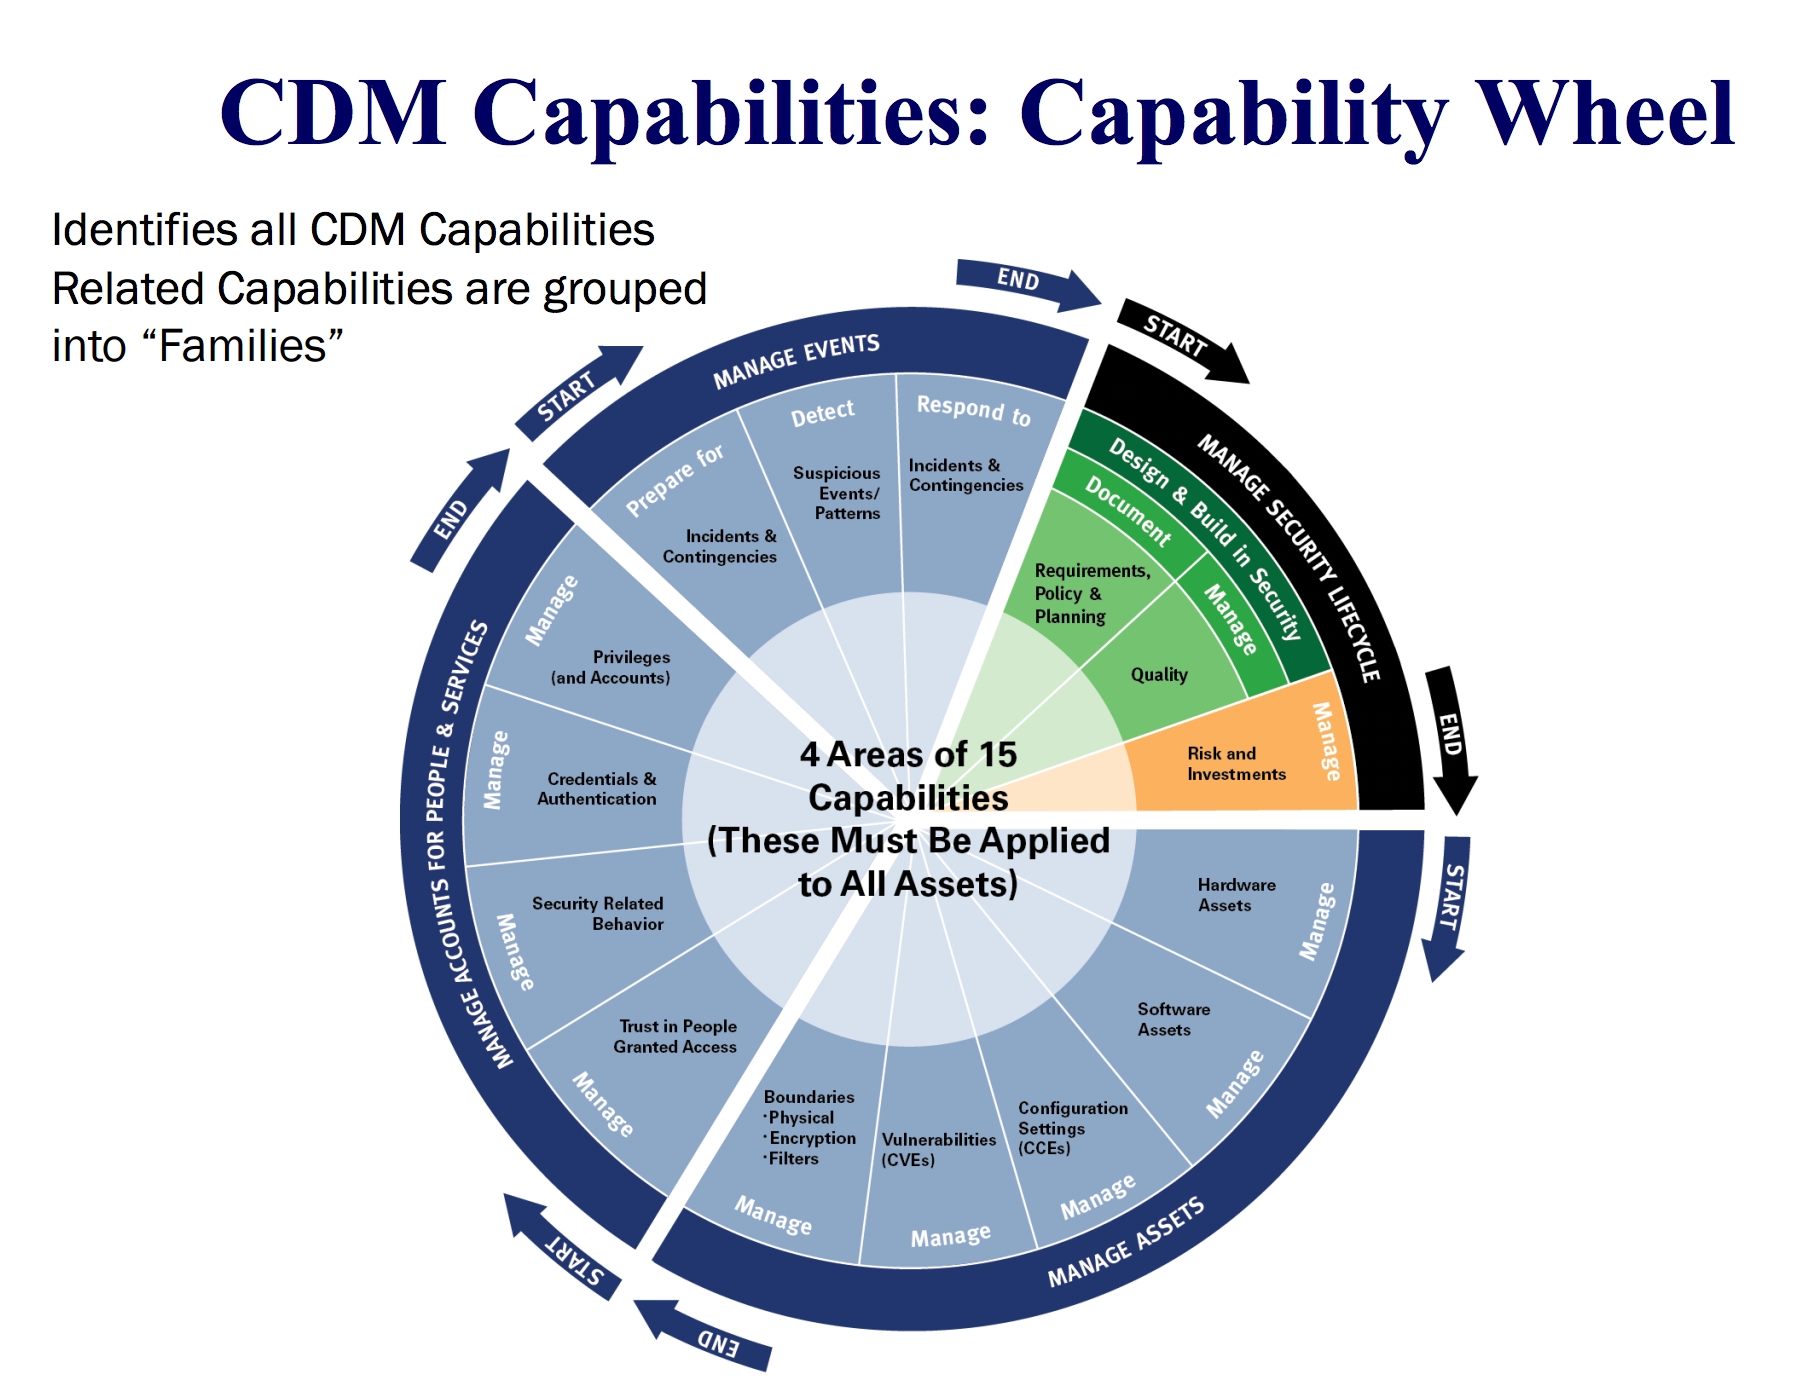 CDM Capabilities: Capability Wheel
Identifies all CDM Capabilities
Related Capabilities are grouped
into “Families”
END
START
MANAGE SECURITY LIFECYCLE
Design & Build in Security
Document
Requirements,
Policy &
Planning
Manage
Quality
Manage
Risk and
Investments
END
START
MANAGE ASSETS
Manage
Hardware
Assets
Manage
Software
Assets
Manage
Configuration
Settings
(CCEs)
Manage
Vulnerabilities
(CVEs)
Manage
Boundaries
·Physical
·Encryption
·Filters
END
START
MANAGE ACCOUNTS FOR PEOPLE & SERVICES
Manage
Trust in People
Granted Access
Manage
Security Related
Behavior
Manage
Credentials &
Authentication
Manage
Privileges
(and Accounts)
END
START
MANAGE EVENTS
Prepare for
Incidents &
Contingencies
Detect
Suspicious
Events/
Patterns
Respond to
Incidents &
Contingencies
4 Areas of 15
Capabilities
(These Must Be Applied
to All Assets)